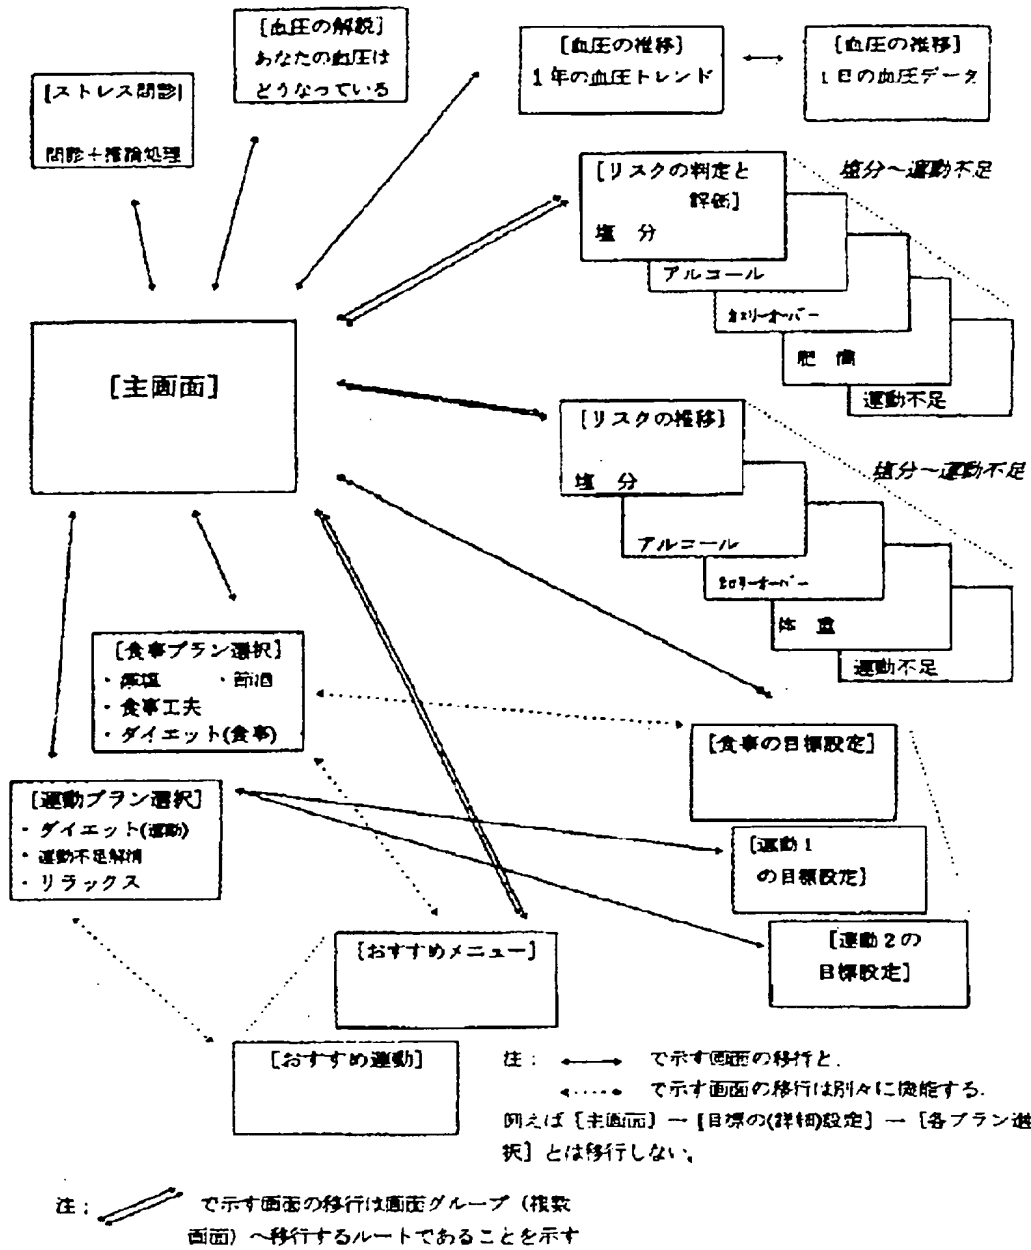 [ストレス問診]
問診＋推論処理
[血圧の解説]
あなたの血圧は
どうなっている
[血圧の推移]
１年の血圧トレンド
[血圧の推移]
１日の血圧データ
[リスクの判定と
評価]
塩　分
アルコール
カロリーオーバー
肥　満
運動不足
塩分～運動不足
[主画面]
[リスクの推移]
塩　分
アルコール
カロリーオーバー
体　重
運動不足
塩分～運動不足
[食事プラン選択]
・減塩　　・節酒
・食事工夫
・ダイエット(食事)
[運動プラン選択]
・ダイエット(運動)
・運動不足解消
・リラックス
[食事の目標設定]
[運動１
の目標設定]
[運動２の
目標設定]
[おすすめメニュー]
[おすすめ運動]
注：　で示す画面の移行と,
で示す画面の移行は別々に機能する.
例えば [主画面] → [目標の(詳細)設定] → [各プラン選
択] とは移行しない。
注：　で示す画面の移行は画面グループ（複数
画面）へ移行するルートであることを示す